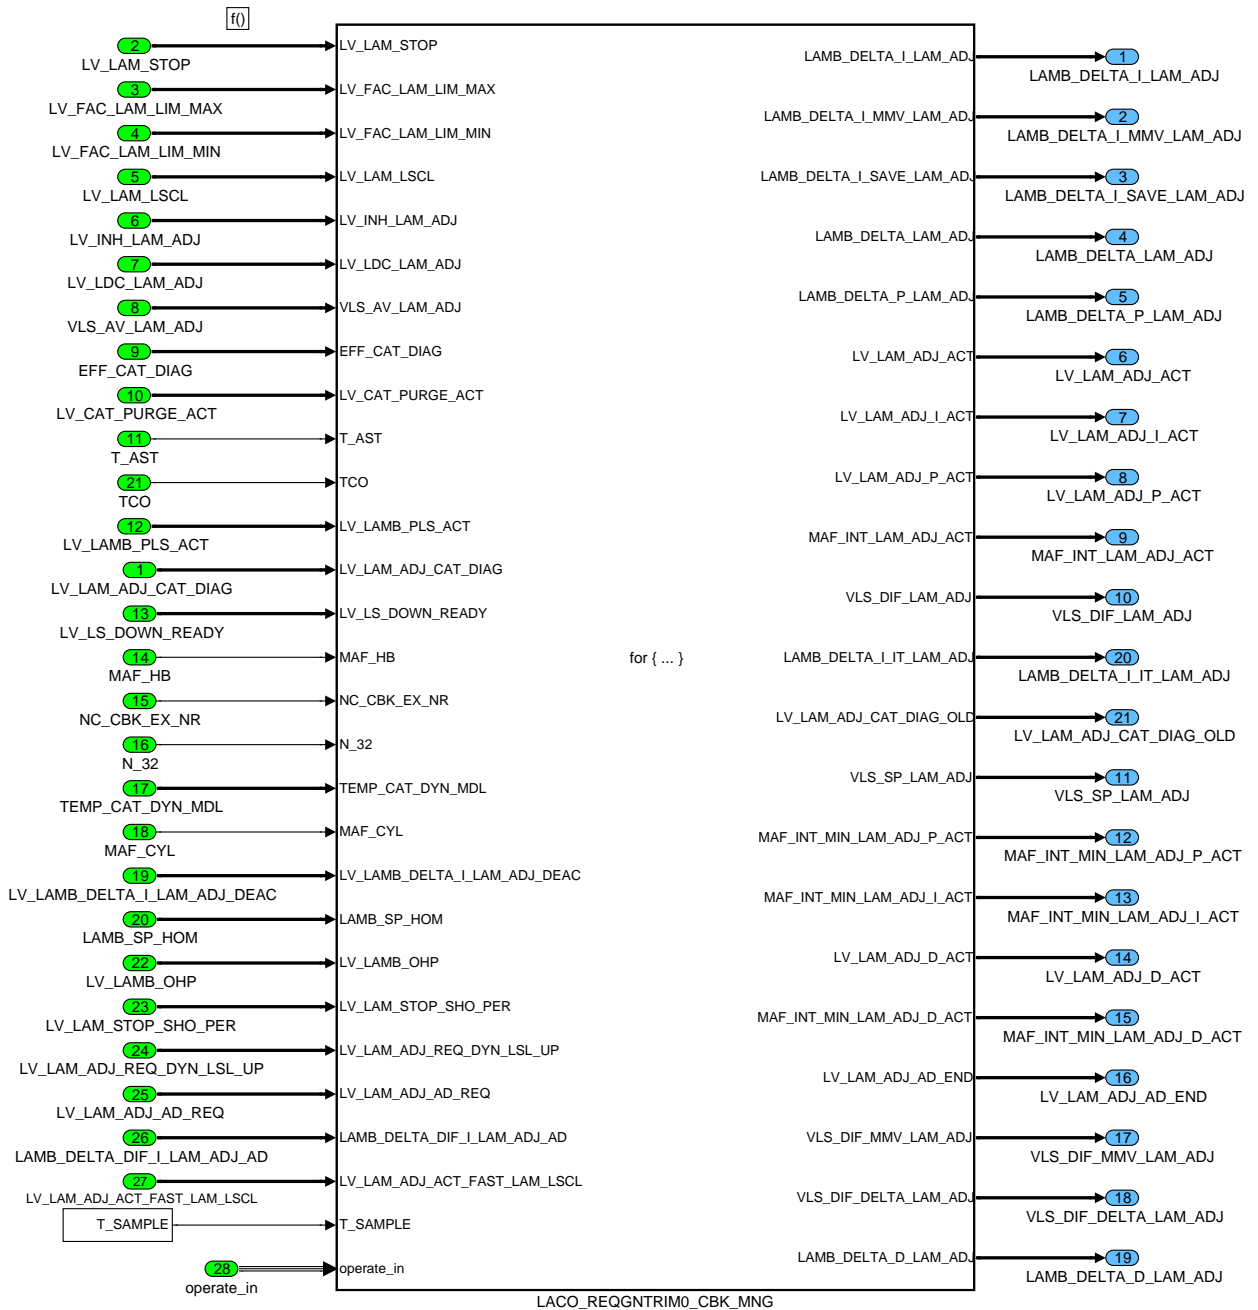 f()
2
LV_LAM_STOP
LV_LAM_STOP
3
LV_FAC_LAM_LIM_MAX
LV_FAC_LAM_LIM_MAX
4
LV_FAC_LAM_LIM_MIN
LV_FAC_LAM_LIM_MIN
5
LV_LAM_LSCL
LV_LAM_LSCL
6
LV_INH_LAM_ADJ
LV_INH_LAM_ADJ
7
LV_LDC_LAM_ADJ
LV_LDC_LAM_ADJ
8
VLS_AV_LAM_ADJ
VLS_AV_LAM_ADJ
9
EFF_CAT_DIAG
EFF_CAT_DIAG
10
LV_CAT_PURGE_ACT
LV_CAT_PURGE_ACT
11
T_AST
T_AST
21
TCO
TCO
12
LV_LAMB_PLS_ACT
LV_LAMB_PLS_ACT
1
LV_LAM_ADJ_CAT_DIAG
LV_LAM_ADJ_CAT_DIAG
13
LV_LS_DOWN_READY
LV_LS_DOWN_READY
14
MAF_HB
MAF_HB
15
NC_CBK_EX_NR
NC_CBK_EX_NR
16
N_32
N_32
17
TEMP_CAT_DYN_MDL
TEMP_CAT_DYN_MDL
18
MAF_CYL
MAF_CYL
19
LV_LAMB_DELTA_I_LAM_ADJ_DEAC
LV_LAMB_DELTA_I_LAM_ADJ_DEAC
20
LAMB_SP_HOM
LAMB_SP_HOM
22
LV_LAMB_OHP
LV_LAMB_OHP
23
LV_LAM_STOP_SHO_PER
LV_LAM_STOP_SHO_PER
24
LV_LAM_ADJ_REQ_DYN_LSL_UP
LV_LAM_ADJ_REQ_DYN_LSL_UP
25
LV_LAM_ADJ_AD_REQ
LV_LAM_ADJ_AD_REQ
26
LAMB_DELTA_DIF_I_LAM_ADJ_AD
LAMB_DELTA_DIF_I_LAM_ADJ_AD
27
LV_LAM_ADJ_ACT_FAST_LAM_LSCL
LV_LAM_ADJ_ACT_FAST_LAM_LSCL
T_SAMPLE
T_SAMPLE
28
operate_in
operate_in
for { ... }
LAMB_DELTA_I_LAM_ADJ
1
LAMB_DELTA_I_LAM_ADJ
LAMB_DELTA_I_MMV_LAM_ADJ
2
LAMB_DELTA_I_MMV_LAM_ADJ
LAMB_DELTA_I_SAVE_LAM_ADJ
3
LAMB_DELTA_I_SAVE_LAM_ADJ
LAMB_DELTA_LAM_ADJ
4
LAMB_DELTA_LAM_ADJ
LAMB_DELTA_P_LAM_ADJ
5
LAMB_DELTA_P_LAM_ADJ
LV_LAM_ADJ_ACT
6
LV_LAM_ADJ_ACT
LV_LAM_ADJ_I_ACT
7
LV_LAM_ADJ_I_ACT
LV_LAM_ADJ_P_ACT
8
LV_LAM_ADJ_P_ACT
MAF_INT_LAM_ADJ_ACT
9
MAF_INT_LAM_ADJ_ACT
VLS_DIF_LAM_ADJ
10
VLS_DIF_LAM_ADJ
LAMB_DELTA_I_IT_LAM_ADJ
20
LAMB_DELTA_I_IT_LAM_ADJ
LV_LAM_ADJ_CAT_DIAG_OLD
21
LV_LAM_ADJ_CAT_DIAG_OLD
VLS_SP_LAM_ADJ
11
VLS_SP_LAM_ADJ
MAF_INT_MIN_LAM_ADJ_P_ACT
12
MAF_INT_MIN_LAM_ADJ_P_ACT
MAF_INT_MIN_LAM_ADJ_I_ACT
13
MAF_INT_MIN_LAM_ADJ_I_ACT
LV_LAM_ADJ_D_ACT
14
LV_LAM_ADJ_D_ACT
MAF_INT_MIN_LAM_ADJ_D_ACT
15
MAF_INT_MIN_LAM_ADJ_D_ACT
LV_LAM_ADJ_AD_END
16
LV_LAM_ADJ_AD_END
VLS_DIF_MMV_LAM_ADJ
17
VLS_DIF_MMV_LAM_ADJ
VLS_DIF_DELTA_LAM_ADJ
18
VLS_DIF_DELTA_LAM_ADJ
LAMB_DELTA_D_LAM_ADJ
19
LAMB_DELTA_D_LAM_ADJ
LACO_REQGNTRIM0_CBK_MNG